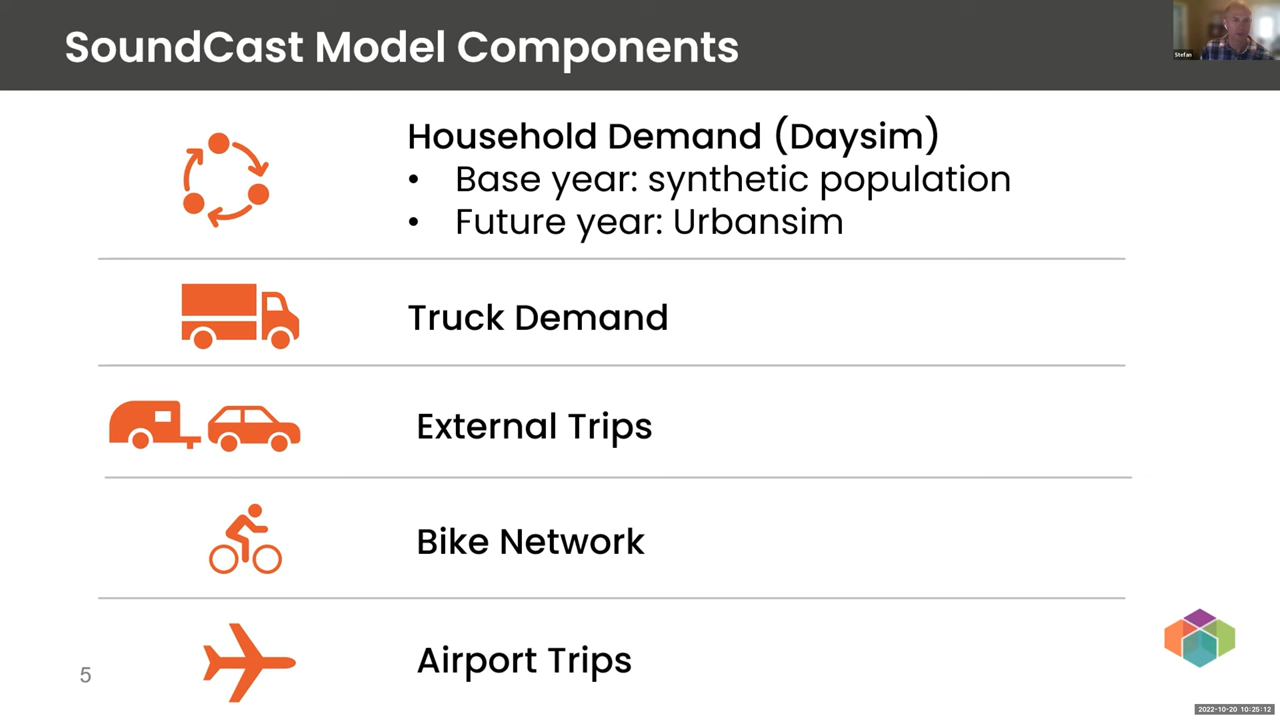 SoundCast Model Components
Stefan
Household Demand (Daysim)
• Base year: synthetic population
• Future year: Urbansim
Truck Demand
External Trips
Bike Network
Airport Trips
5
2022-10-20 10:25:12